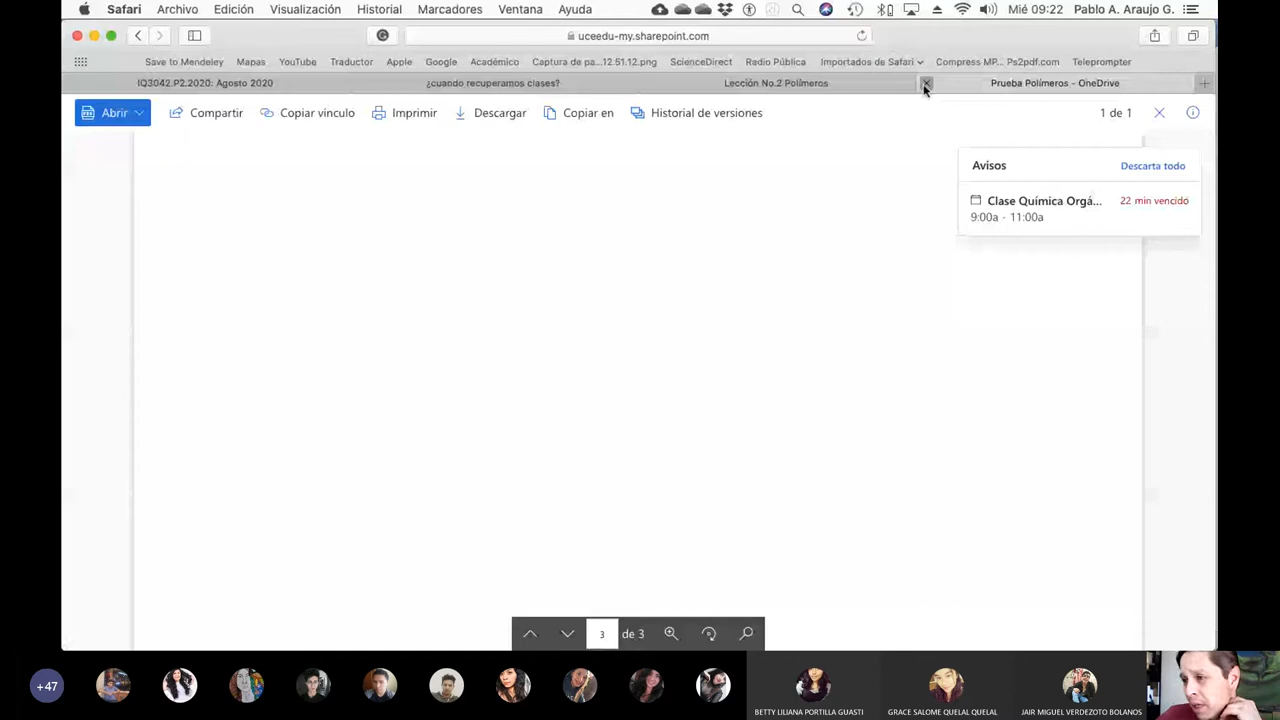 Safari Archivo Edición Visualización Historial Marcadores Ventana Ayuda Mié 09:22 Pablo A. Araujo G.
uceedu-my.sharepoint.com
Save to Mendeley Mapas YouTube Traductor Apple Google Académico Captura de pa...12.51.12.png ScienceDirect Radio Pública Importados de Safari Compress MP... Ps2pdf.com Teleprompter
IQ3042.P2.2020: Agosto 2020 ¿cuando recuperamos clases? Lección No.2 Polímeros Prueba Polímeros – OneDrive
Abrir Compartir Copiar vínculo Imprimir Descargar Copiar en Historial de versiones 1 de 1
Avisos Descarta todo
Clase Química Orgá... 22 min vencido
9:00a - 11:00a
3 de 3
+47
BETTY LILIANA PORTILLA GUASTI GRACE SALOME QUELAL QUELAL JAIR MIGUEL VERDEZOTO BOLANOS